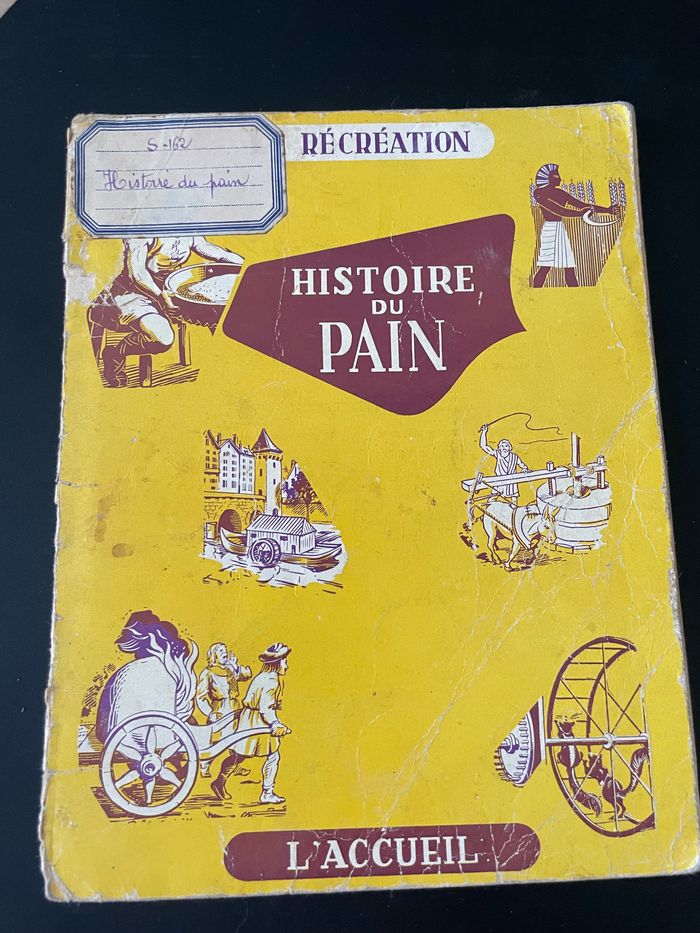 S-162
Histoire du pain
RÉCRÉATION
HISTOIRE
DU
PAIN
L'ACCUEIL